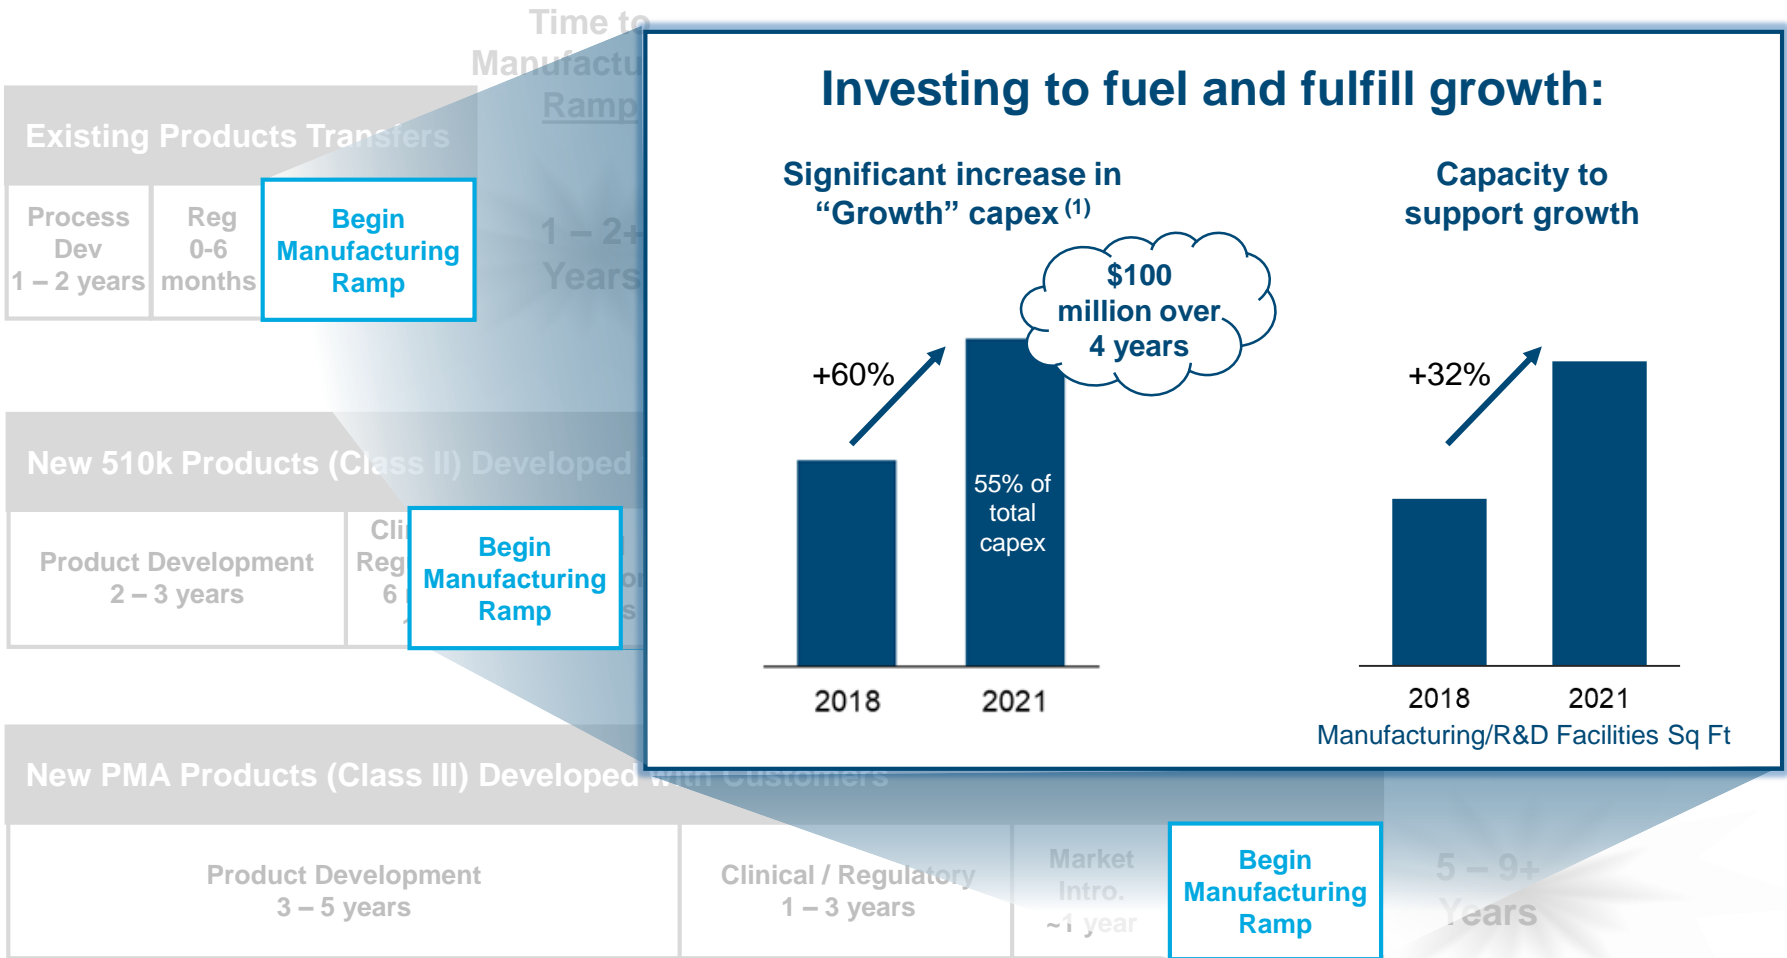 Time to
Ramp
Existing Products Transfers
Process
Dev
1 – 2 years
Reg
0-6
months
Begin
Manufacturing
Ramp
1 – 2+
Years
New 510k Products (Class II) Developed
Product Development
2 – 3 years
6
Begin
Manufacturing
Ramp
New PMA Products (Class III) Developed with Customers
Product Development
3 – 5 years
Clinical / Regulatory
1 – 3 years
Market
Intro.
~1 year
Begin
Manufacturing
Ramp
5 – 9+
Years
Investing to fuel and fulfill growth:
Significant increase in
“Growth” capex (1)
$100
million over
4 years
+60%
55% of
total
capex
2018 2021
Capacity to
support growth
+32%
2018 2021
Manufacturing/R&D Facilities Sq Ft